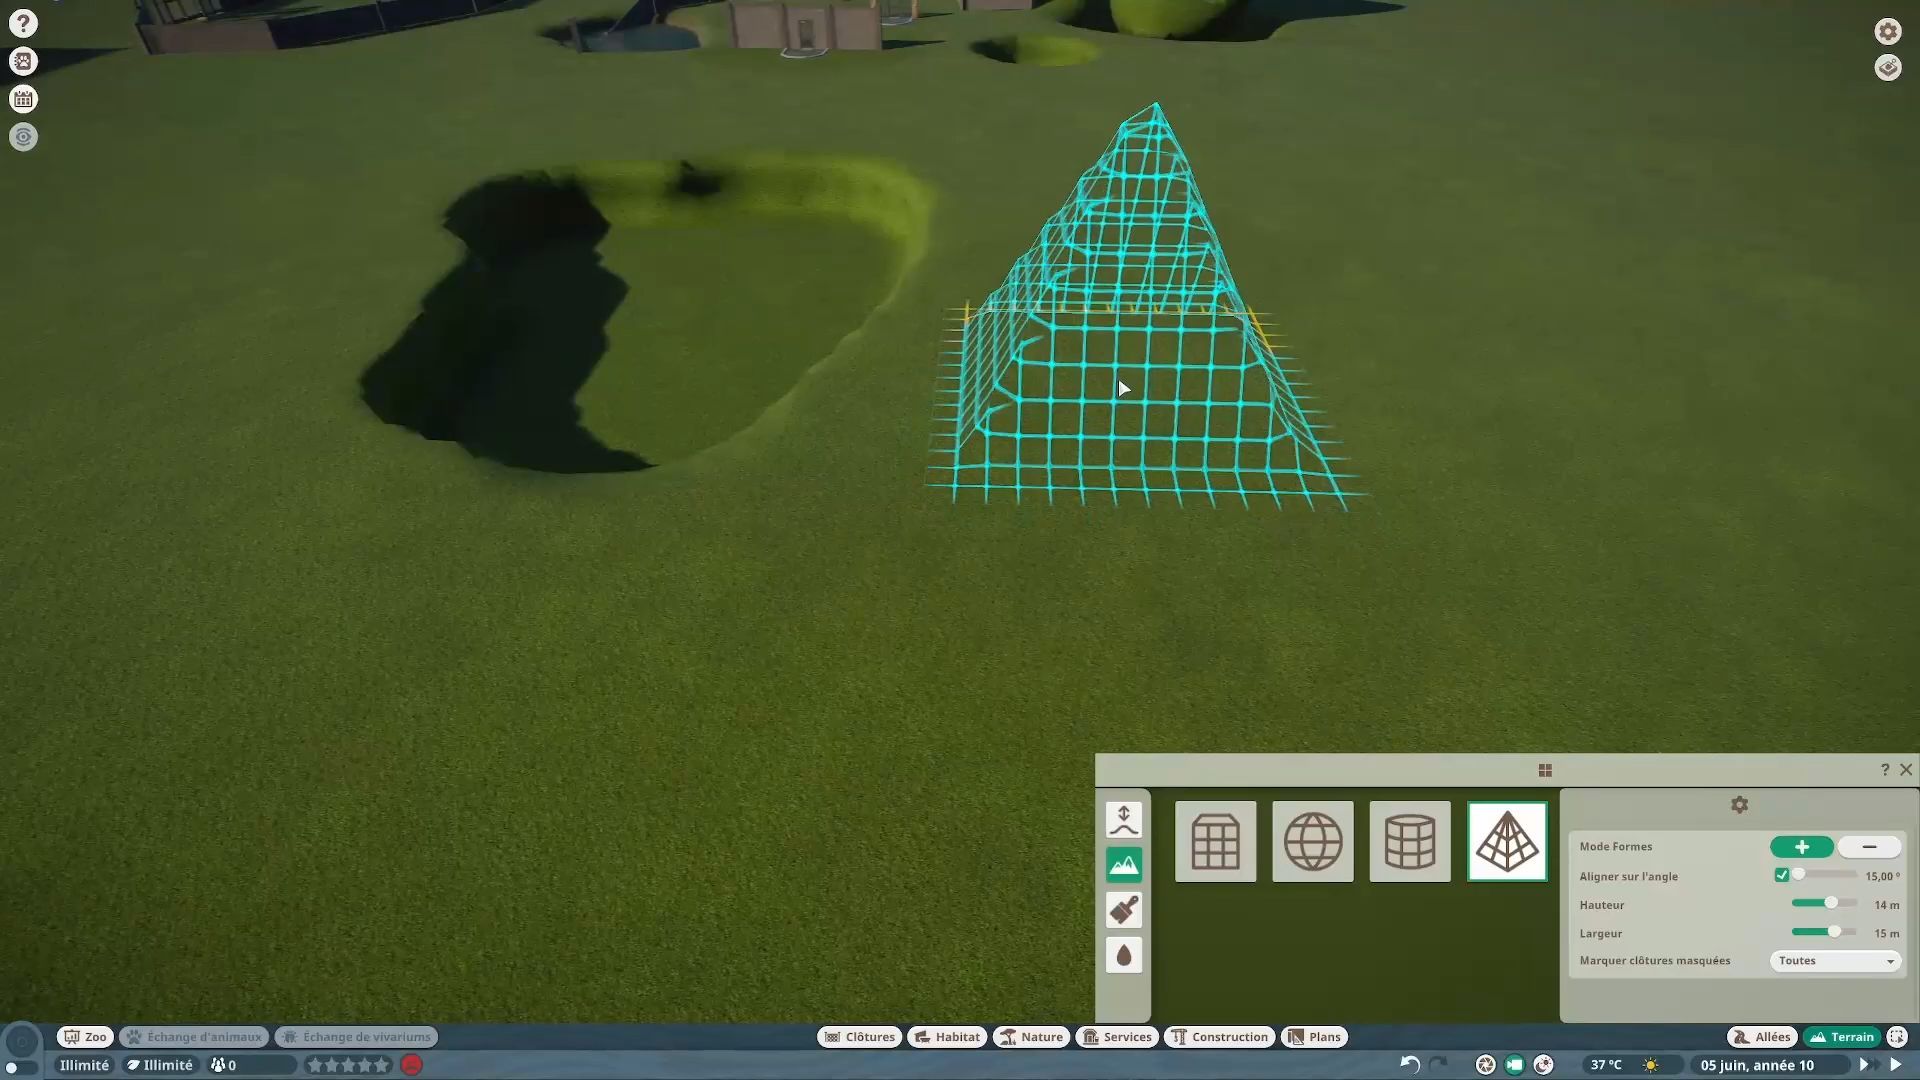 ?
?
Mode Formes
Aligner sur l'angle 15,00 °
Hauteur 14 m
Largeur 15 m
Marquer clôtures masquées Toutes
Zoo Échange d'animaux Échange de vivariums Clôtures Habitat Nature Services Construction Plans Allées Terrain
Illimité Illimité 0 37 °C 05 juin, année 10